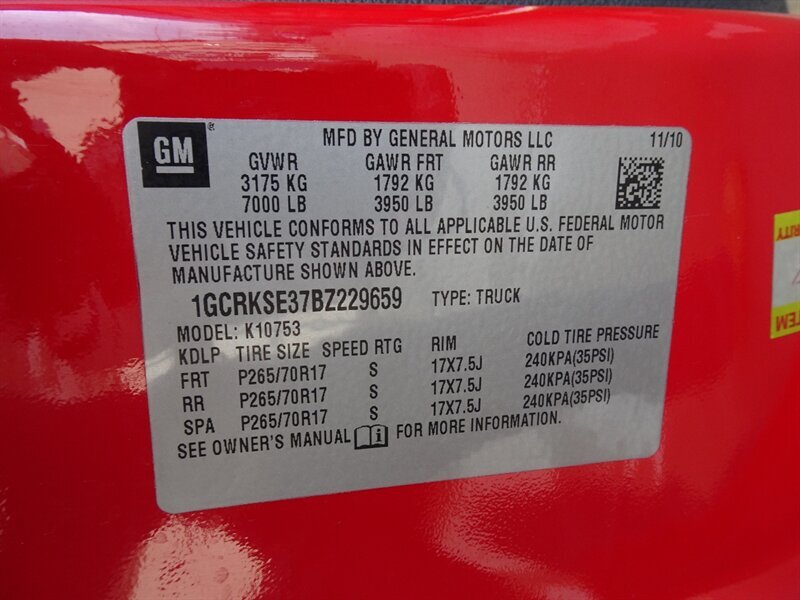 GM
MFD BY GENERAL MOTORS LLC 11/10
GVWR GAWR FRT GAWR RR
3175 KG 1792 KG 1792 KG
7000 LB 3950 LB 3950 LB
THIS VEHICLE CONFORMS TO ALL APPLICABLE U.S. FEDERAL MOTOR
VEHICLE SAFETY STANDARDS IN EFFECT ON THE DATE OF
MANUFACTURE SHOWN ABOVE.
1GCRKSE37BZ229659 TYPE: TRUCK
MODEL: K10753
KDLP TIRE SIZE SPEED RTG RIM COLD TIRE PRESSURE
FRT P265/70R17 S 17X7.5J 240KPA(35PSI)
RR P265/70R17 S 17X7.5J 240KPA(35PSI)
SPA P265/70R17 S 17X7.5J 240KPA(35PSI)
SEE OWNER'S MANUAL FOR MORE INFORMATION.